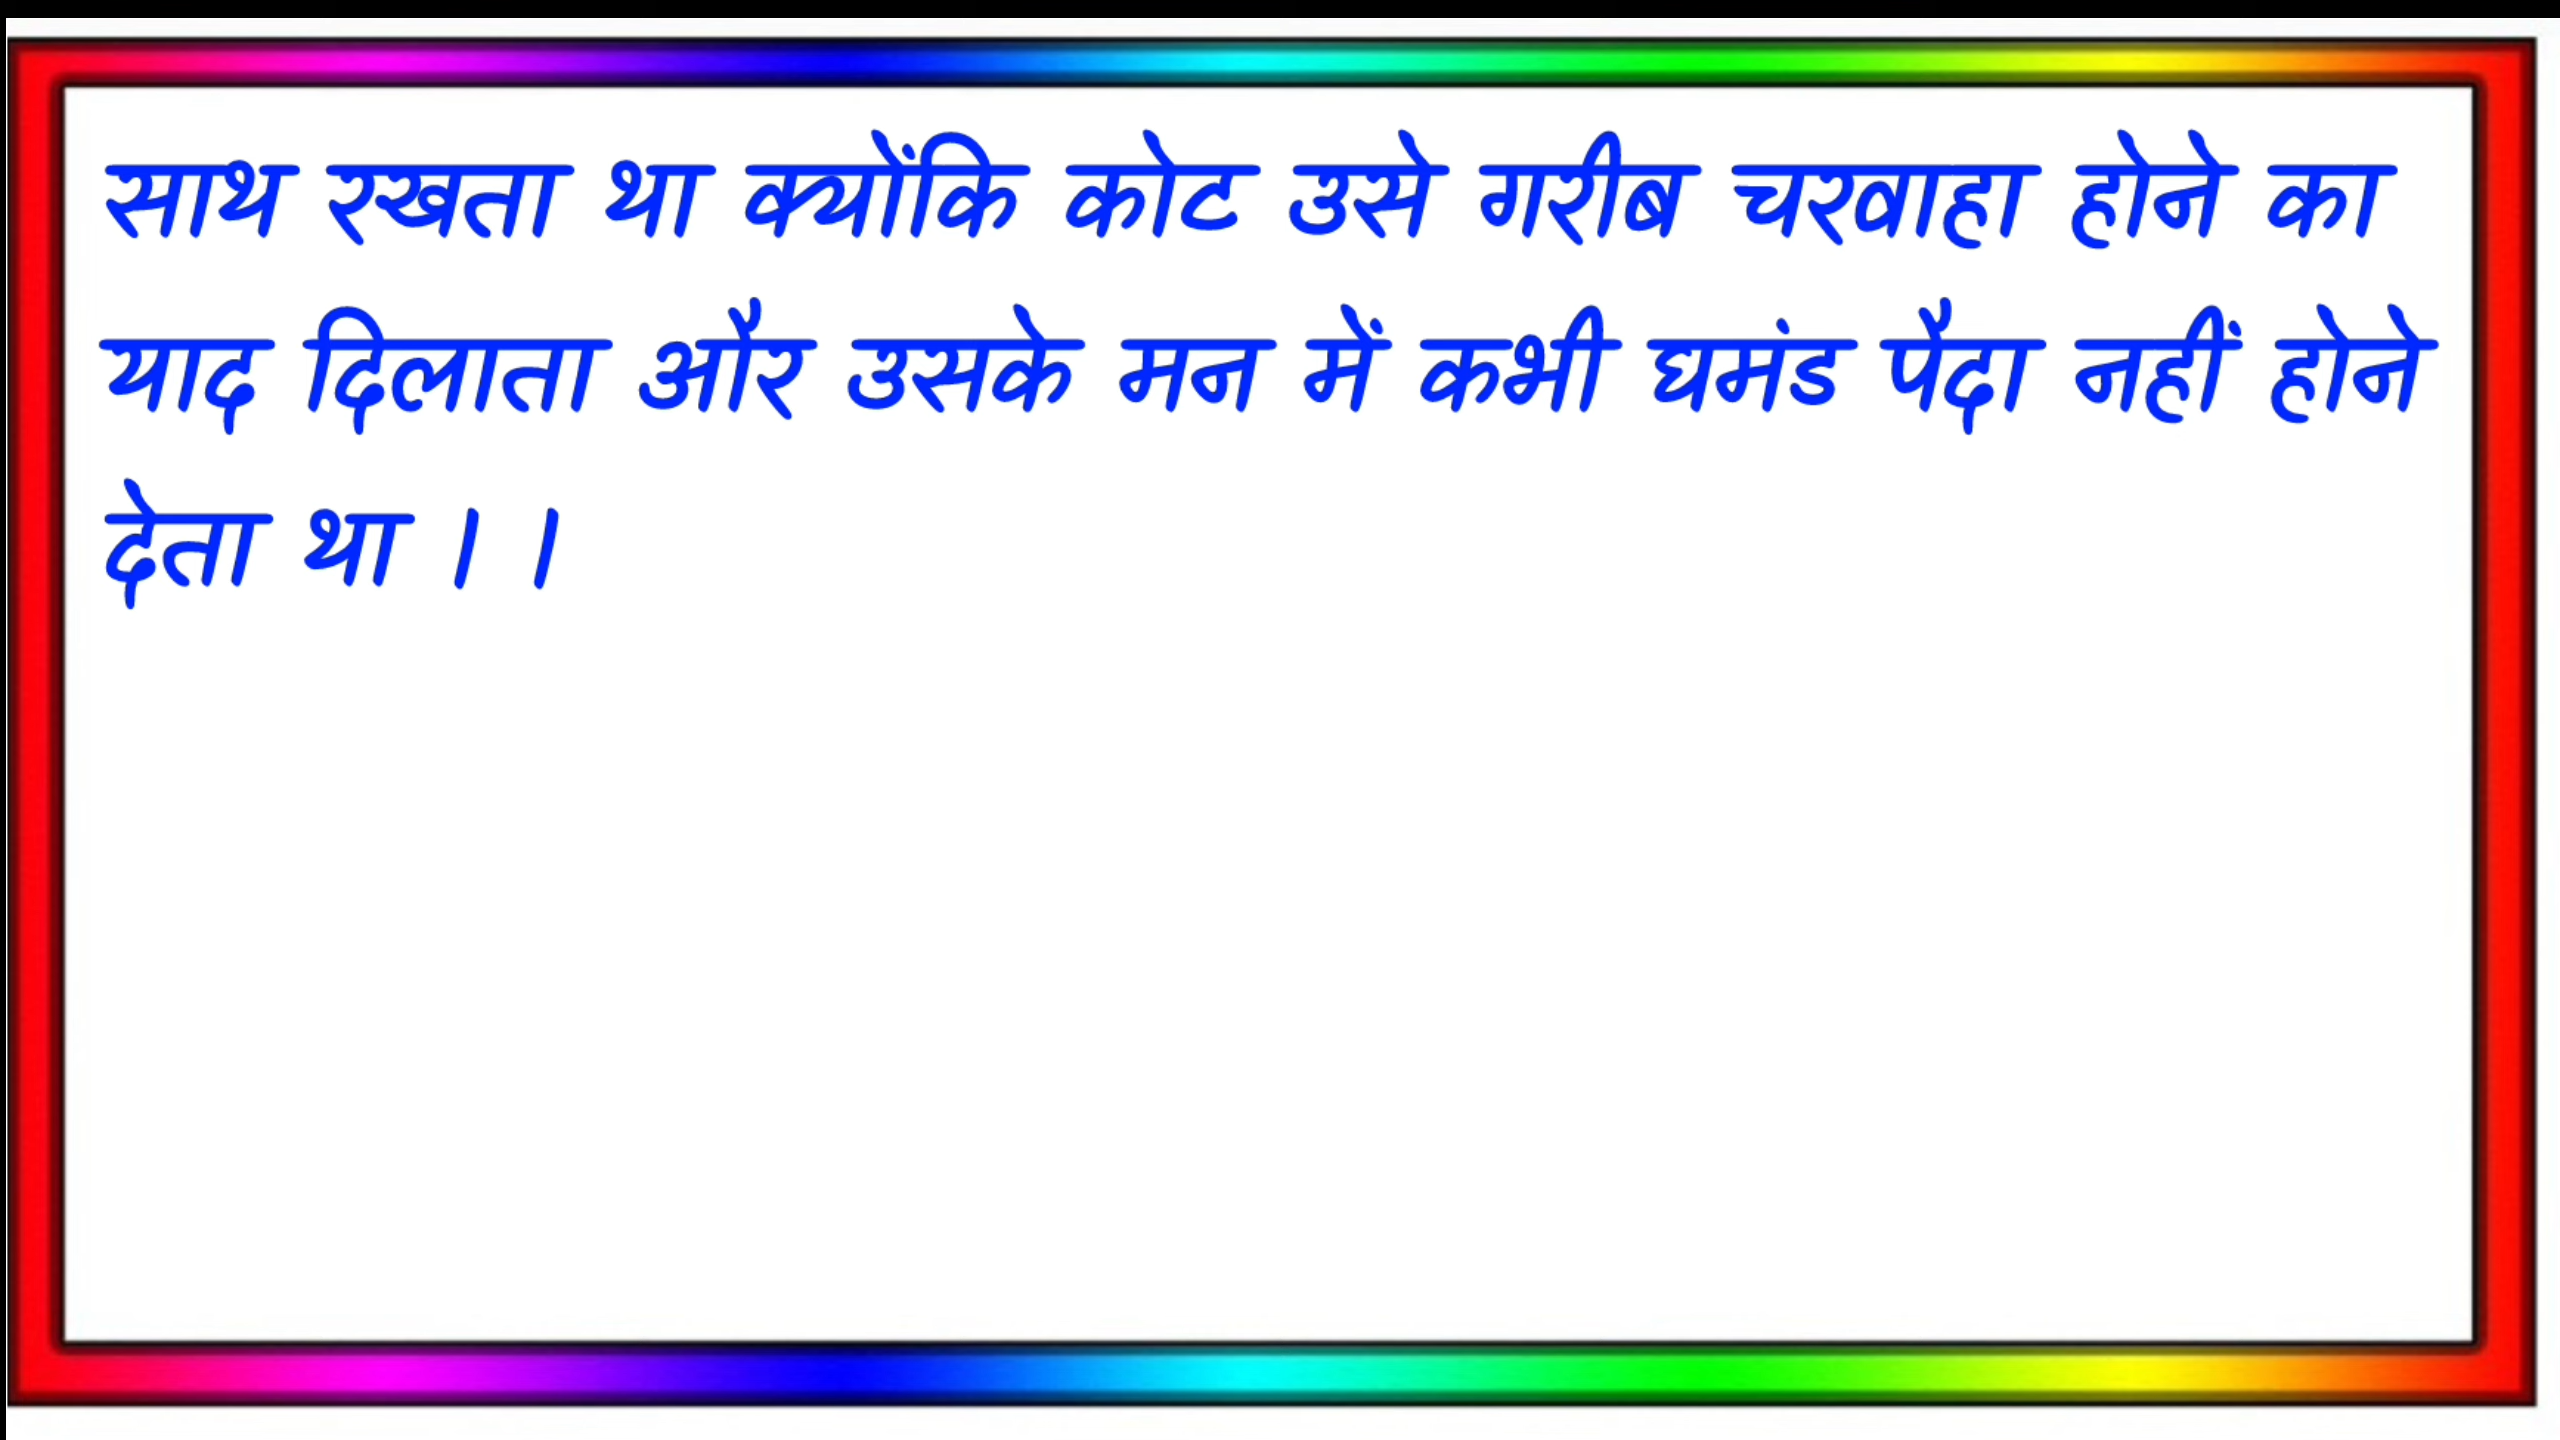 साथ रखता था क्योंकि कोट उसे गरीब चरवाहा होने का
याद दिलाता और उसके मन में कभी घमंड पैदा नहीं होने
देता था । ।